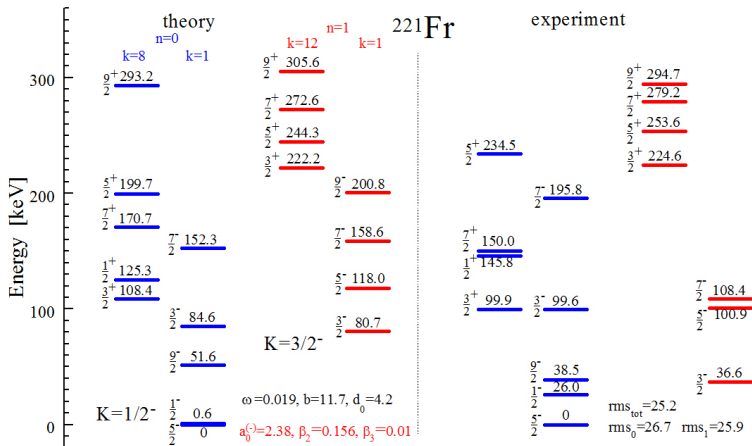 theory
n=1
²²¹Fr
experiment
n=0
k=12 k=1
k=8 k=1
300
200
100
0
Energy [keV]
9/2⁺ 293.2
5/2⁺ 199.7
7/2⁺ 170.7
1/2⁺ 125.3
3/2⁺ 108.4
7/2⁻ 152.3
3/2⁻ 84.6
9/2⁻ 51.6
1/2⁻ 0.6
5/2⁻ 0
K=1/2⁻
9/2⁺ 305.6
7/2⁺ 272.6
5/2⁺ 244.3
3/2⁺ 222.2
9/2⁻ 200.8
7/2⁻ 158.6
5/2⁻ 118.0
3/2⁻ 80.7
K=3/2⁻
ω=0.019, b=11.7, d₀=4.2
a₀⁽⁻⁾=2.38, β₂=0.156, β₃=0.01
5/2⁺ 234.5
7/2⁺ 150.0
1/2⁺ 145.8
3/2⁺ 99.9
7/2⁻ 195.8
3/2⁻ 99.6
9/2⁻ 38.5
1/2⁻ 26.0
5/2⁻ 0
9/2⁺ 294.7
7/2⁺ 279.2
5/2⁺ 253.6
3/2⁺ 224.6
7/2⁻ 108.4
5/2⁻ 100.9
3/2⁻ 36.6
rms_tot=25.2
rms₀=26.7 rms₁=25.9